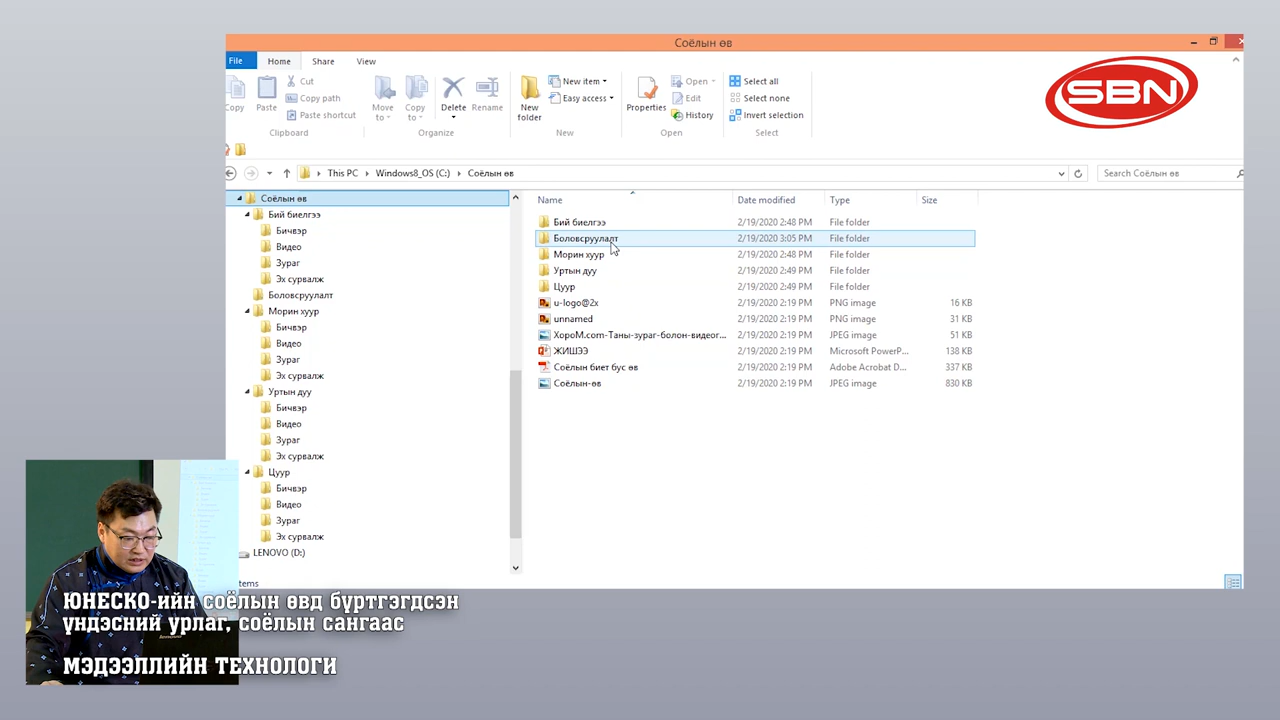 Соёлын өв
SBN
File Home Share View
Copy
Paste
Cut
Copy path
Paste shortcut
Clipboard
Move to
Copy to
Delete
Rename
Organize
New folder
New item
Easy access
New
Properties
Open
Edit
History
Open
Select all
Select none
Invert selection
Select
This PC Windows8_OS (C:) Соёлын өв
Search Соёлын өв
Соёлын өв
Бий биелгээ
Бичвэр
Видео
Зураг
Эх сурвалж
Боловсруулалт
Морин хуур
Бичвэр
Видео
Зураг
Эх сурвалж
Уртын дуу
Бичвэр
Видео
Зураг
Эх сурвалж
Цуур
Бичвэр
Видео
Зураг
Эх сурвалж
LENOVO (D:)
Name Date modified Type Size
Бий биелгээ 2/19/2020 2:48 PM File folder
Боловсруулалт 2/19/2020 3:05 PM File folder
Морин хуур 2/19/2020 2:48 PM File folder
Уртын дуу 2/19/2020 2:49 PM File folder
Цуур 2/19/2020 2:49 PM File folder
u-logo@2x 2/19/2020 2:19 PM PNG image 16 KB
unnamed 2/19/2020 2:19 PM PNG image 31 KB
ХороМ.com-Таны-зураг-болон-видеог... 2/19/2020 2:19 PM JPEG image 51 KB
ЖИШЭЭ 2/19/2020 2:19 PM Microsoft PowerP... 138 KB
Соёлын биет бус өв 2/19/2020 2:19 PM Adobe Acrobat D... 337 KB
Соёлын-өв 2/19/2020 2:19 PM JPEG image 830 KB
items
ЮНЕСКО-ийн соёлын өвд бүртгэгдсэн
үндэсний урлаг, соёлын сангаас
МЭДЭЭЛЛИЙН ТЕХНОЛОГИ